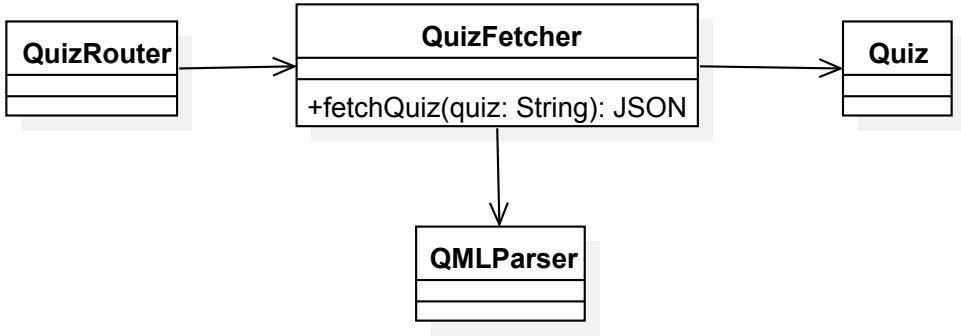 QuizRouter
QuizFetcher
+fetchQuiz(quiz: String): JSON
Quiz
QMLParser